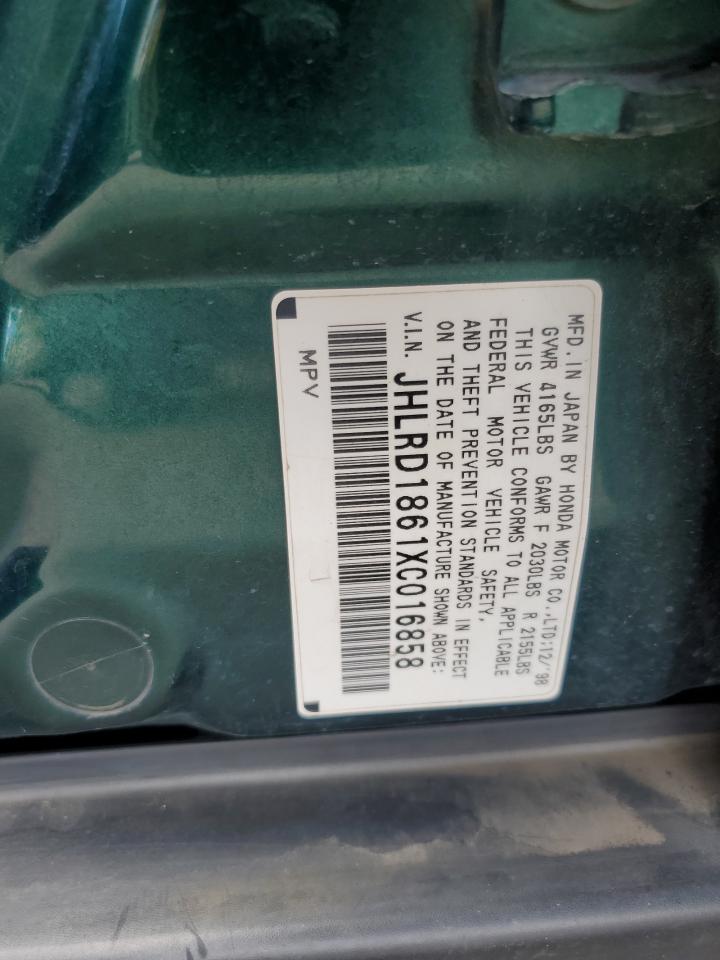 MFD. IN JAPAN BY HONDA MOTOR CO.,LTD;12/'98
GVWR 4165LBS GAWR F 2030LBS R 2155LBS
THIS VEHICLE CONFORMS TO ALL APPLICABLE
FEDERAL MOTOR VEHICLE SAFETY,
AND THEFT PREVENTION STANDARDS IN EFFECT
ON THE DATE OF MANUFACTURE SHOWN ABOVE:
V.I.N. JHLRD1861XC016858
MPV